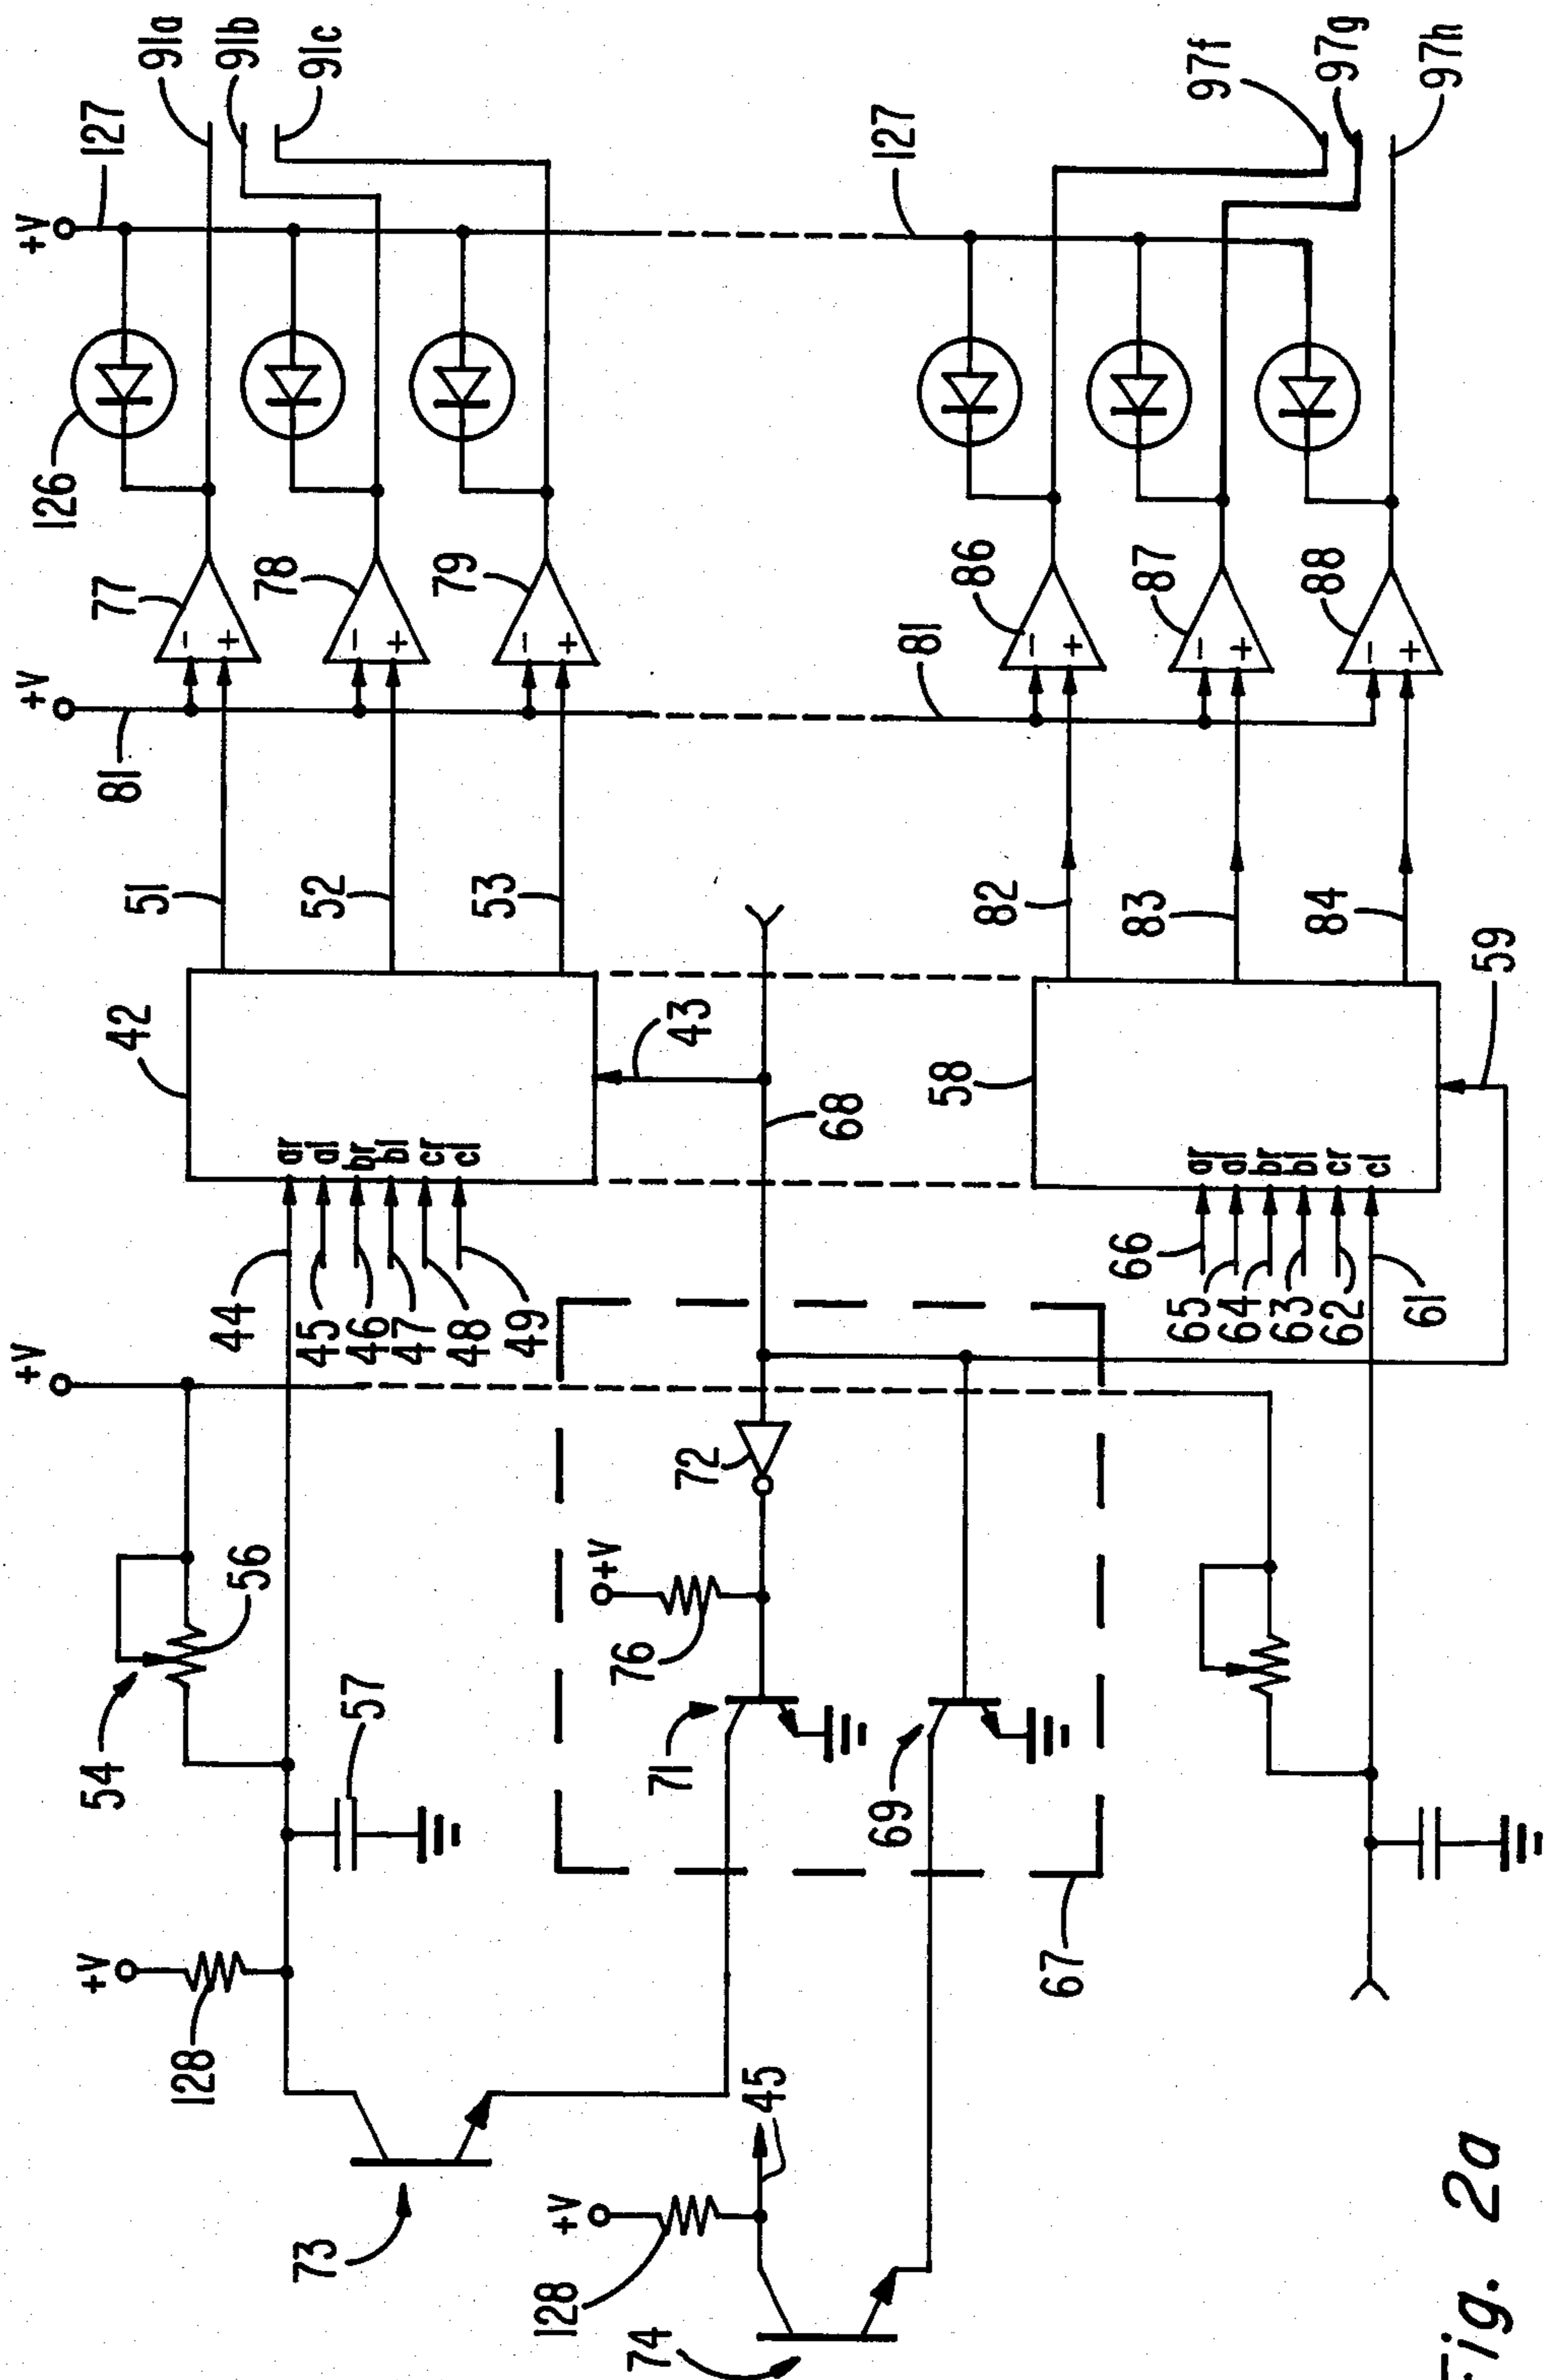 +V
127
91a
91b
91c
126
77
78
79
+V
81
51
52
53
42
43
68
ar
al
br
bl
cr
cl
44
45
46
47
48
49
+V
54
56
57
+V
128
73
72
+V
76
71
69
67
+V
128
45
74
127
97f
97g
97h
86
87
88
81
82
83
84
59
58
ar
al
br
bl
cr
cl
66
65
64
63
62
61
- +
- +
- +
- +
- +
- +
Fig. 2a